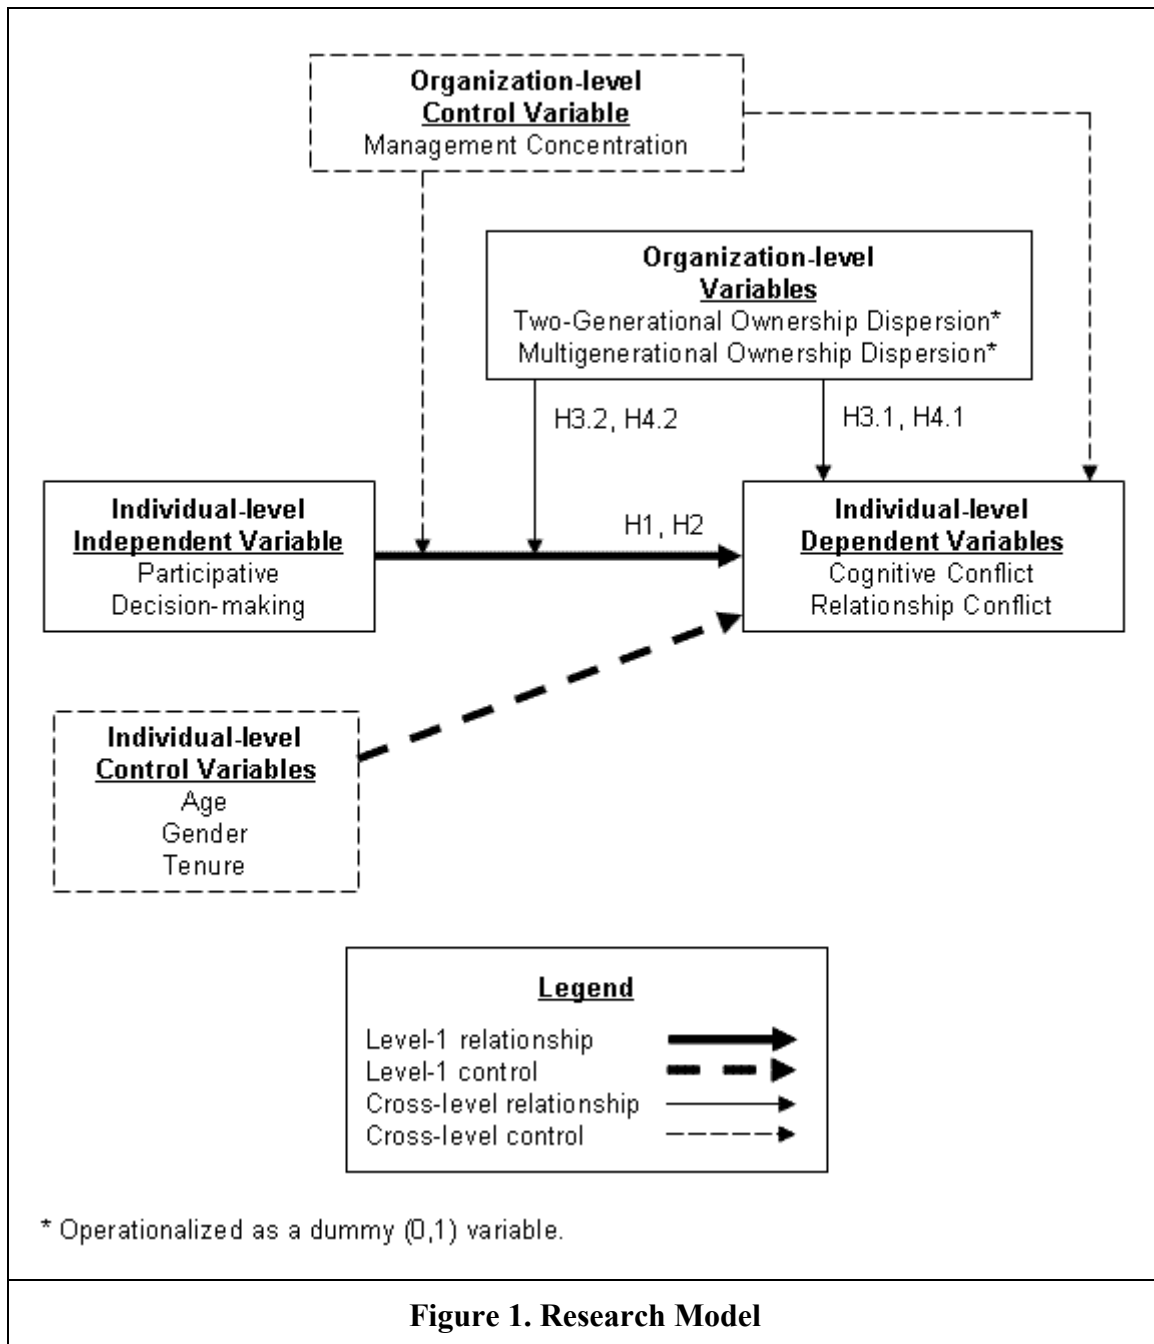 Organization-level
Control Variable
Management Concentration
Organization-level
Variables
Two-Generational Ownership Dispersion*
Multigenerational Ownership Dispersion*
H3.2, H4.2
H3.1, H4.1
Individual-level
Independent Variable
Participative
Decision-making
H1, H2
Individual-level
Dependent Variables
Cognitive Conflict
Relationship Conflict
Individual-level
Control Variables
Age
Gender
Tenure
Legend
Level-1 relationship
Level-1 control
Cross-level relationship
Cross-level control
* Operationalized as a dummy (0,1) variable.
Figure 1. Research Model